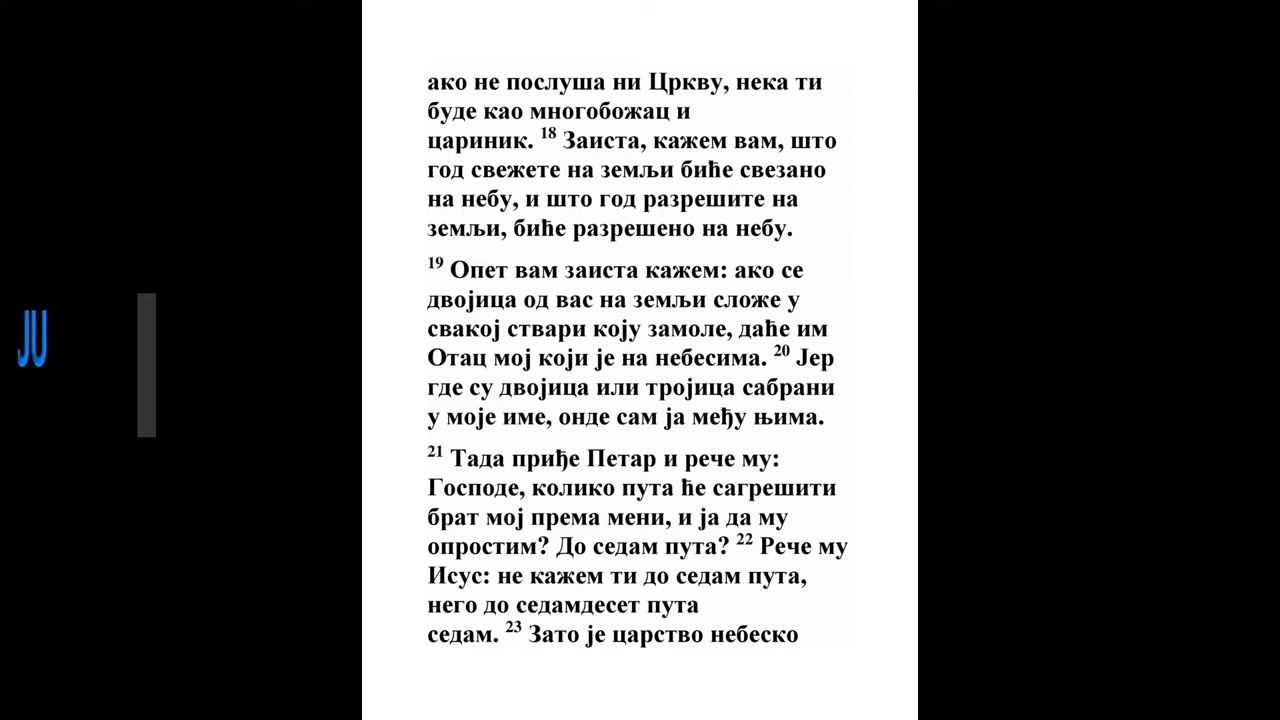 ако не послуша ни Цркву, нека ти
буде као многобожац и
цариник. 18 Заиста, кажем вам, што
год свежете на земљи биће свезано
на небу, и што год разрешите на
земљи, биће разрешено на небу.
19 Опет вам заиста кажем: ако се
двојица од вас на земљи сложе у
свакој ствари коју замоле, даће им
Отац мој који је на небесима. 20 Јер
где су двојица или тројица сабрани
у моје име, онде сам ја међу њима.
21 Тада приђе Петар и рече му:
Господе, колико пута ће сагрешити
брат мој према мени, и ја да му
опростим? До седам пута? 22 Рече му
Исус: не кажем ти до седам пута,
него до седамдесет пута
седам. 23 Зато је царство небеско
JU